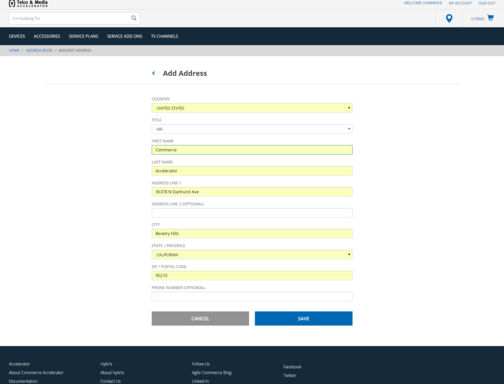 Telco & Media
ACCELERATOR
WELCOME COMMERCE
MY ACCOUNT
SIGN OUT
I'm looking for
0 ITEMS
DEVICES
ACCESSORIES
SERVICE PLANS
SERVICE ADD ONS
TV CHANNELS
HOME / ADDRESS BOOK / ADD/EDIT ADDRESS
Add Address
COUNTRY
UNITED STATES
TITLE
MR.
FIRST NAME
Commerce
LAST NAME
Accelerator
ADDRESS LINE 1
36378 N Danhurst Ave
ADDRESS LINE 2 (OPTIONAL)
CITY
Beverly Hills
STATE / PROVINCE
CALIFORNIA
ZIP / POSTAL CODE
90210
PHONE NUMBER (OPTIONAL)
CANCEL
SAVE
Accelerator
Hybris
Follow Us
Facebook
About Commerce Accelerator
About hybris
Agile Commerce Blog
Twitter
Documentation
Contact Us
Linked In